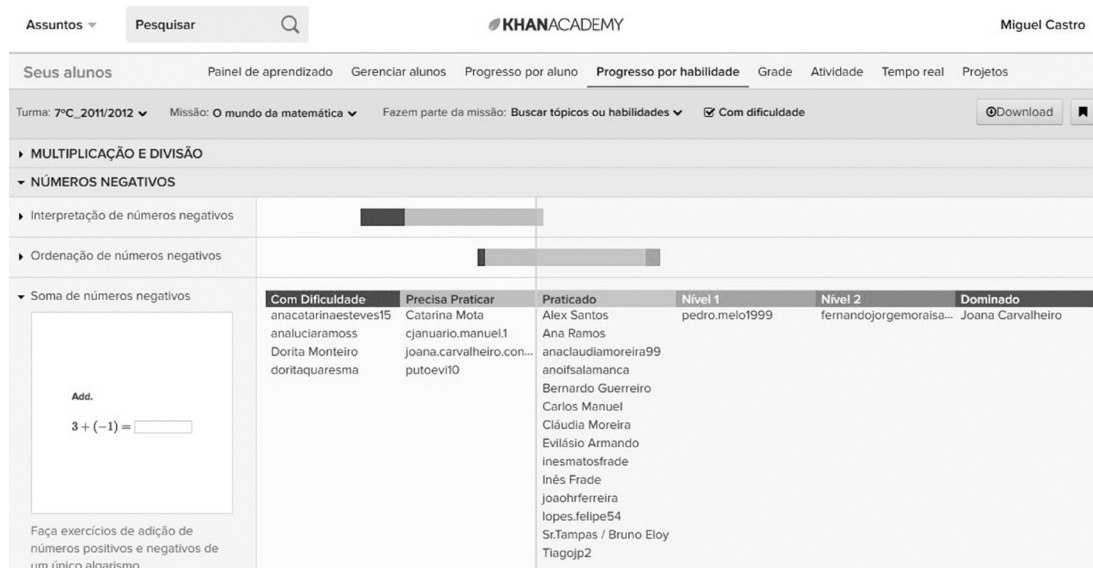 Assuntos Pesquisar KHANACADEMY Miguel Castro
Seus alunos Painel de aprendizado Gerenciar alunos Progresso por aluno Progresso por habilidade Grade Atividade Tempo real Projetos
Turma: 7ºC_2011/2012 Missão: O mundo da matemática Fazem parte da missão: Buscar tópicos ou habilidades Com dificuldade Download
MULTIPLICAÇÃO E DIVISÃO
NÚMEROS NEGATIVOS
Interpretação de números negativos
Ordenação de números negativos
Soma de números negativos
Add.
3 + (−1) =
Faça exercícios de adição de
números positivos e negativos de
um único algarismo.
Com Dificuldade
anacatarinaesteves15
analuciaramoss
Dorita Monteiro
doritaquaresma
Precisa Praticar
Catarina Mota
cjanuario.manuel.1
joana.carvalheiro.con...
putoevi10
Praticado
Alex Santos
Ana Ramos
anaclaudiamoreira99
anoifsalamanca
Bernardo Guerreiro
Carlos Manuel
Cláudia Moreira
Evilásio Armando
inesmatosfrade
Inês Frade
joaohrferreira
lopes.felipe54
Sr.Tampas / Bruno Eloy
Tiagojp2
Nível 1
pedro.melo1999
Nível 2
fernandojorgemoraisa...
Dominado
Joana Carvalheiro